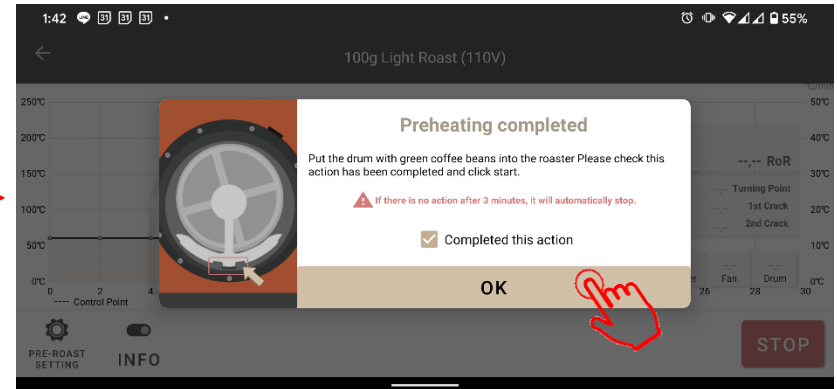 1:42 31 31 31 •
55%
100g Light Roast (110V)
℃/min
250℃
200℃
150℃
100℃
50℃
0℃
0 2 4
---- Control Point
Preheating completed
Put the drum with green coffee beans into the roaster Please check this
action has been completed and click start.
If there is no action after 3 minutes, it will automatically stop.
Completed this action
OK
50℃
40℃
30℃
20℃
10℃
0℃
--,-- RoR
--,-- Turning Point
--,-- 1st Crack
--,-- 2nd Crack
Fan Drum
26 28 30
PRE-ROAST
SETTING
INFO
STOP